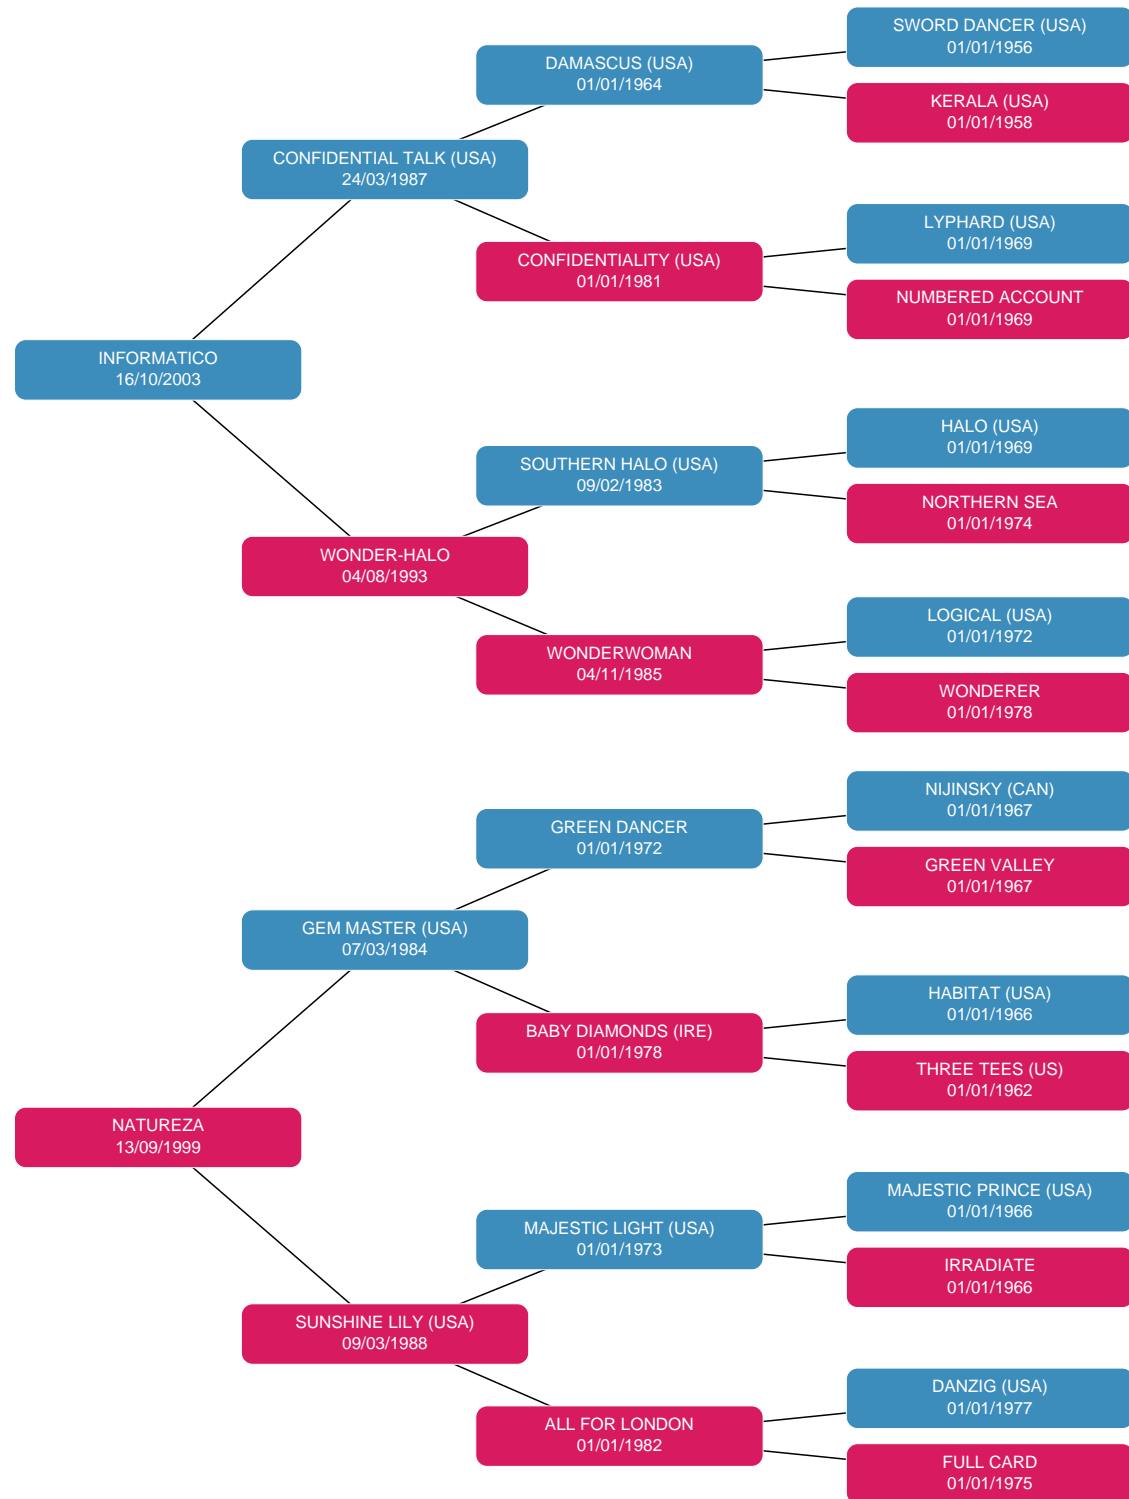 SWORD DANCER (USA)
01/01/1956
DAMASCUS (USA)
01/01/1964
KERALA (USA)
01/01/1958
CONFIDENTIAL TALK (USA)
24/03/1987
LYPHARD (USA)
01/01/1969
CONFIDENTIALITY (USA)
01/01/1981
NUMBERED ACCOUNT
01/01/1969
INFORMATICO
16/10/2003
HALO (USA)
01/01/1969
SOUTHERN HALO (USA)
09/02/1983
NORTHERN SEA
01/01/1974
WONDER-HALO
04/08/1993
LOGICAL (USA)
01/01/1972
WONDERWOMAN
04/11/1985
WONDERER
01/01/1978
NIJINSKY (CAN)
01/01/1967
GREEN DANCER
01/01/1972
GREEN VALLEY
01/01/1967
GEM MASTER (USA)
07/03/1984
HABITAT (USA)
01/01/1966
BABY DIAMONDS (IRE)
01/01/1978
THREE TEES (US)
01/01/1962
NATUREZA
13/09/1999
MAJESTIC PRINCE (USA)
01/01/1966
MAJESTIC LIGHT (USA)
01/01/1973
IRRADIATE
01/01/1966
SUNSHINE LILY (USA)
09/03/1988
DANZIG (USA)
01/01/1977
ALL FOR LONDON
01/01/1982
FULL CARD
01/01/1975